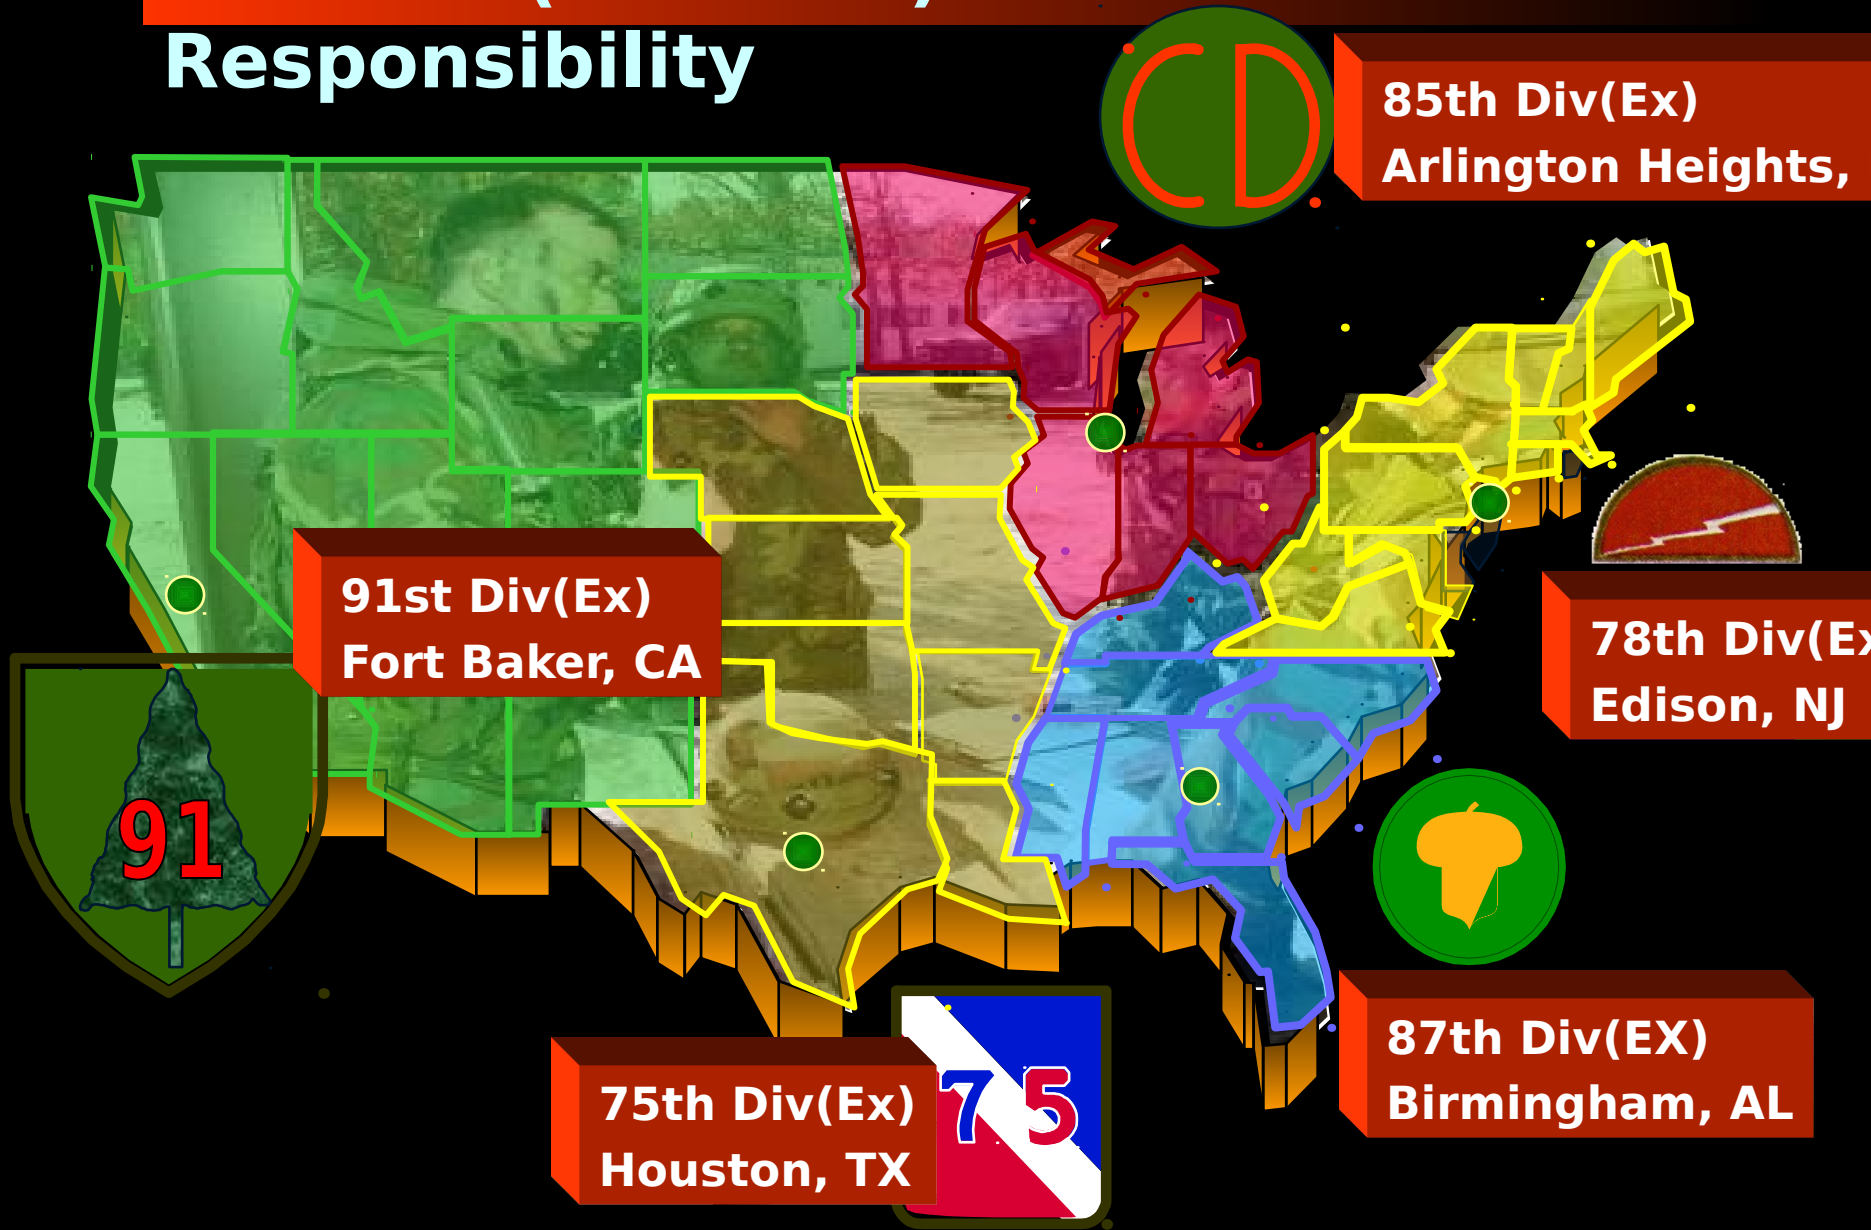 Responsibility
CD
85th Div(Ex)
Arlington Heights,
91st Div(Ex)
Fort Baker, CA
78th Div(Ex
Edison, NJ
91
87th Div(EX)
Birmingham, AL
75th Div(Ex)
Houston, TX
75